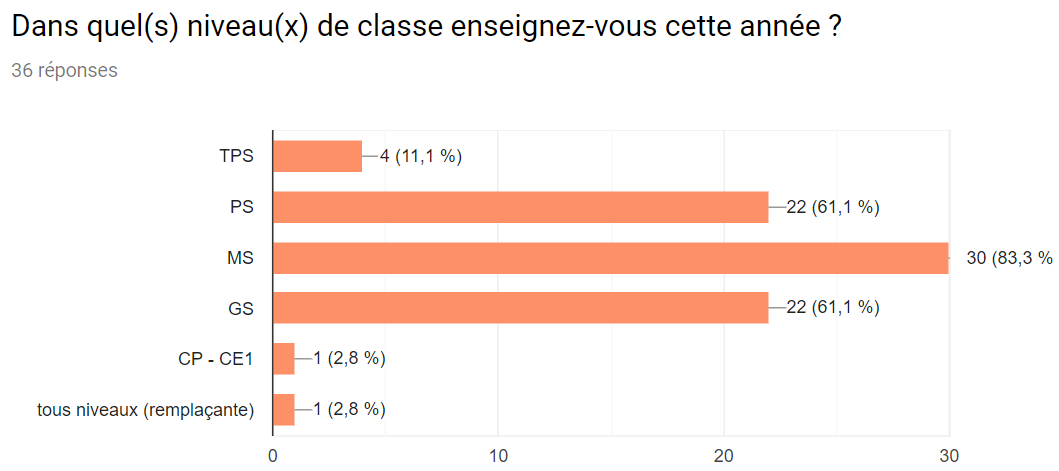 Dans quel(s) niveau(x) de classe enseignez-vous cette année ?
36 réponses
TPS 4 (11,1 %)
PS 22 (61,1 %)
MS 30 (83,3 %
GS 22 (61,1 %)
CP - CE1 1 (2,8 %)
tous niveaux (remplaçante) 1 (2,8 %)
0 10 20 30